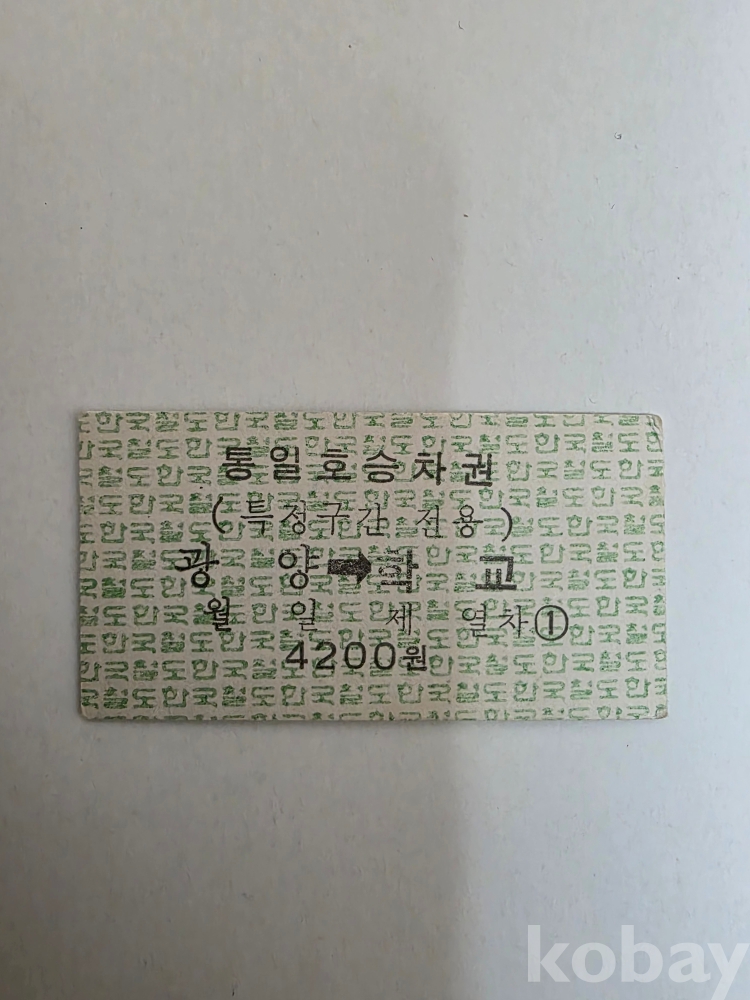 통일호승차권
(특정구간 전용)
광 양➡학 교
월 일 제 열차①
4200원
kobay